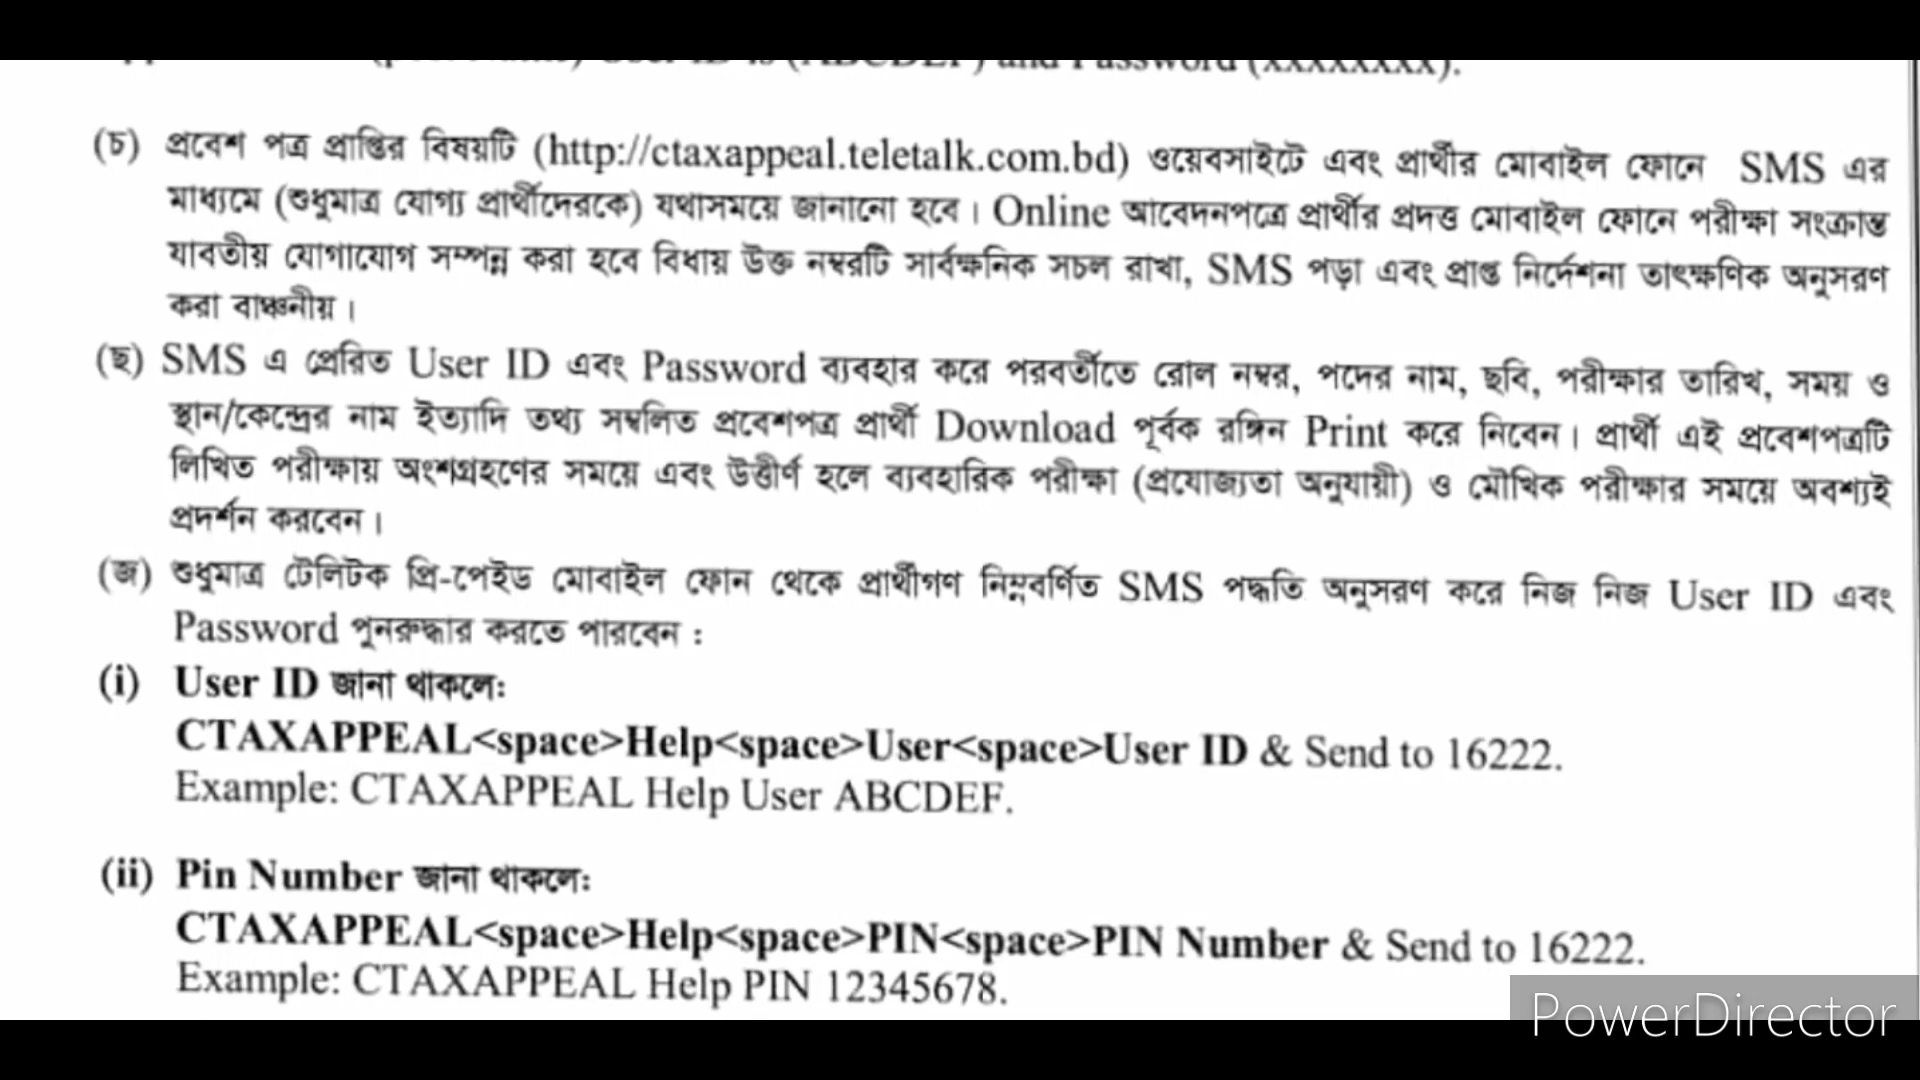 User ID is (ABCDEF) and Password (xxxxxxxx).
(চ) প্রবেশ পত্র প্রাপ্তির বিষয়টি (http://ctaxappeal.teletalk.com.bd) ওয়েবসাইটে এবং প্রার্থীর মোবাইল ফোনে SMS এর
মাধ্যমে (শুধুমাত্র যোগ্য প্রার্থীদেরকে) যথাসময়ে জানানো হবে। Online আবেদনপত্রে প্রার্থীর প্রদত্ত মোবাইল ফোনে পরীক্ষা সংক্রান্ত
যাবতীয় যোগাযোগ সম্পন্ন করা হবে বিধায় উক্ত নম্বরটি সার্বক্ষনিক সচল রাখা, SMS পড়া এবং প্রাপ্ত নির্দেশনা তাৎক্ষণিক অনুসরণ
করা বাঞ্চনীয়।
(ছ) SMS এ প্রেরিত User ID এবং Password ব্যবহার করে পরবর্তীতে রোল নম্বর, পদের নাম, ছবি, পরীক্ষার তারিখ, সময় ও
স্থান/কেন্দ্রের নাম ইত্যাদি তথ্য সম্বলিত প্রবেশপত্র প্রার্থী Download পূর্বক রঙ্গিন Print করে নিবেন। প্রার্থী এই প্রবেশপত্রটি
লিখিত পরীক্ষায় অংশগ্রহণের সময়ে এবং উত্তীর্ণ হলে ব্যবহারিক পরীক্ষা (প্রযোজ্যতা অনুযায়ী) ও মৌখিক পরীক্ষার সময়ে অবশ্যই
প্রদর্শন করবেন।
(জ) শুধুমাত্র টেলিটক প্রি-পেইড মোবাইল ফোন থেকে প্রার্থীগণ নিম্নবর্ণিত SMS পদ্ধতি অনুসরণ করে নিজ নিজ User ID এবং
Password পুনরুদ্ধার করতে পারবেন :
(i) User ID জানা থাকলেঃ
CTAXAPPEAL<space>Help<space>User<space>User ID & Send to 16222.
Example: CTAXAPPEAL Help User ABCDEF.
(ii) Pin Number জানা থাকলেঃ
CTAXAPPEAL<space>Help<space>PIN<space>PIN Number & Send to 16222.
Example: CTAXAPPEAL Help PIN 12345678.
PowerDirector